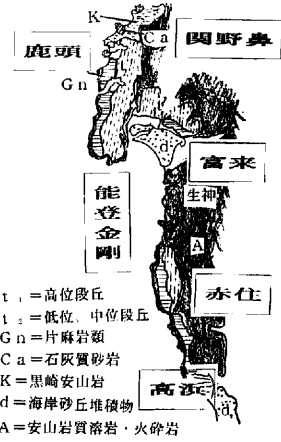 K
Ca
関野鼻
鹿頭
Gn
d
富来
能登金剛
生神
A
赤住
高浜
d
t₁=高位段丘
=低位、中位段丘
Gn=片麻岩類
Ca=石灰質砂岩
K=黒崎安山岩
d=海岸砂丘堆積物
A=安山岩質溶岩・火砕岩